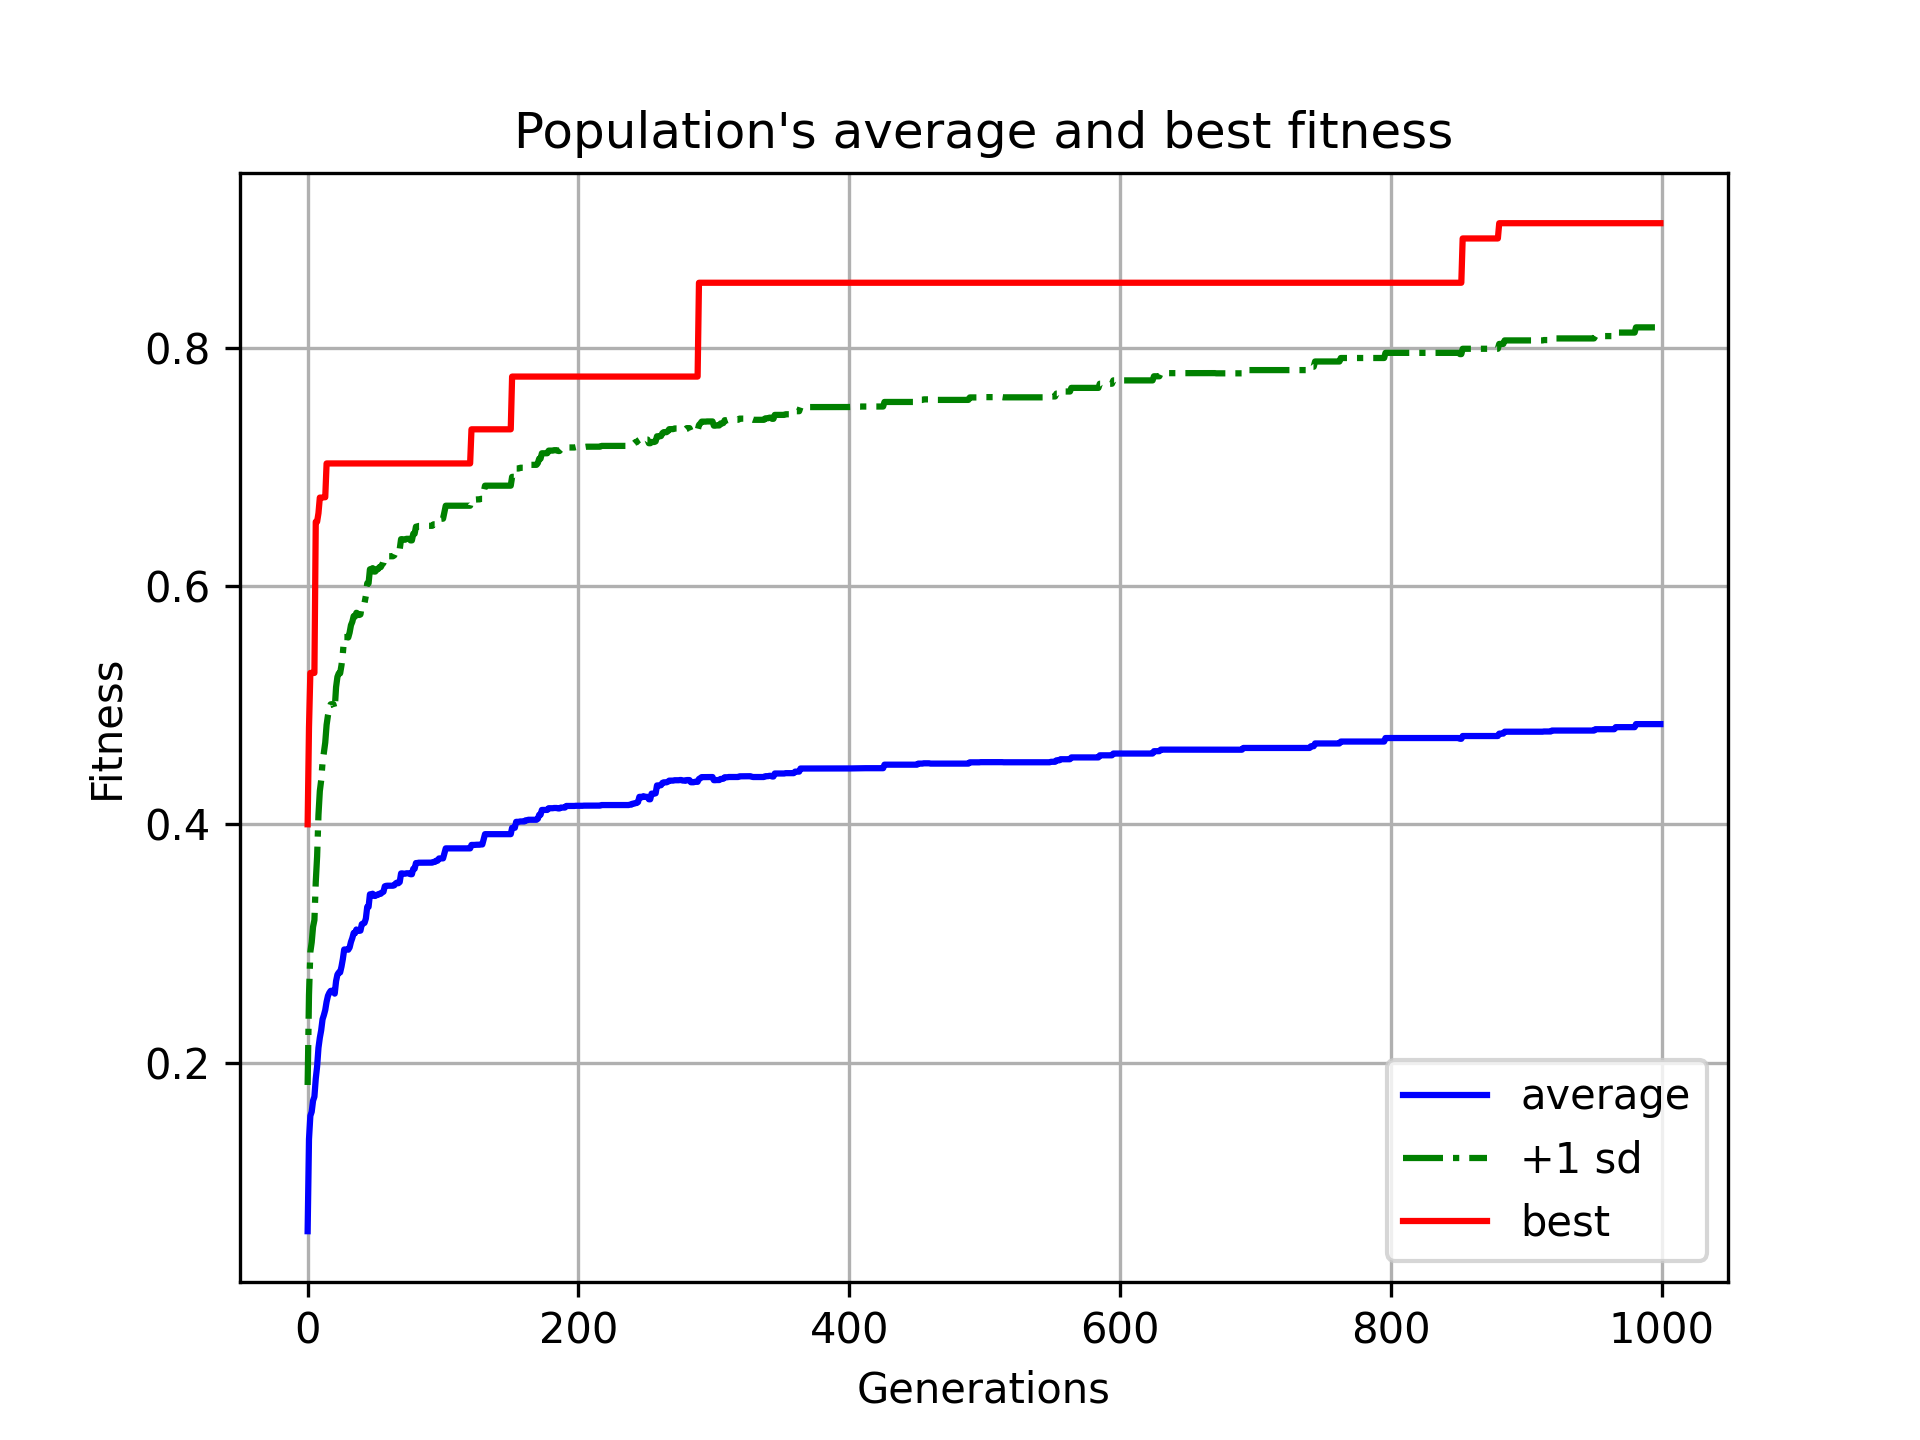 Population's average and best fitness
Fitness
0.8
0.6
0.4
0.2
0 200 400 600 800 1000
Generations
average
+1 sd
best